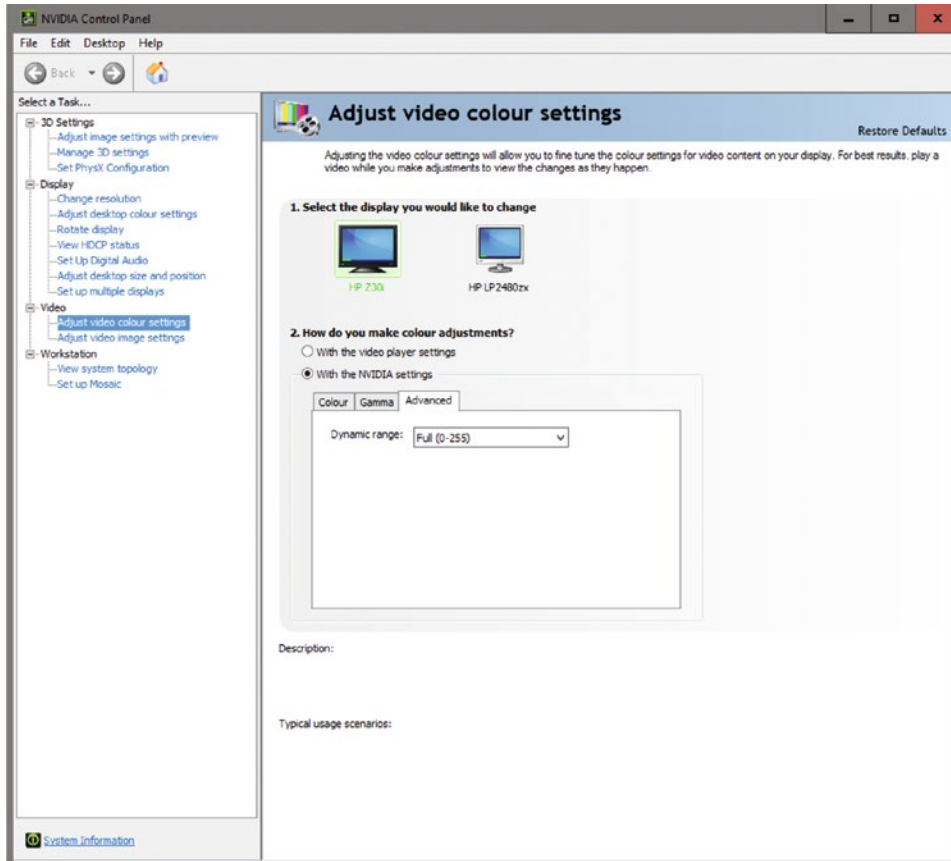 NVIDIA Control Panel
File Edit Desktop Help
Back
Select a Task...
3D Settings
Adjust image settings with preview
Manage 3D settings
Set PhysX Configuration
Display
Change resolution
Adjust desktop colour settings
Rotate display
View HDCP status
Set Up Digital Audio
Adjust desktop size and position
Set up multiple displays
Video
Adjust video colour settings
Adjust video image settings
Workstation
View system topology
Set up Mosaic
System Information
Adjust video colour settings
Restore Defaults
Adjusting the video colour settings will allow you to fine tune the colour settings for video content on your display. For best results, play a
video while you make adjustments to view the changes as they happen.
1. Select the display you would like to change
HP Z30i HP LP2480zx
2. How do you make colour adjustments?
With the video player settings
With the NVIDIA settings
Colour Gamma Advanced
Dynamic range: Full (0-255)
Description:
Typical usage scenarios: